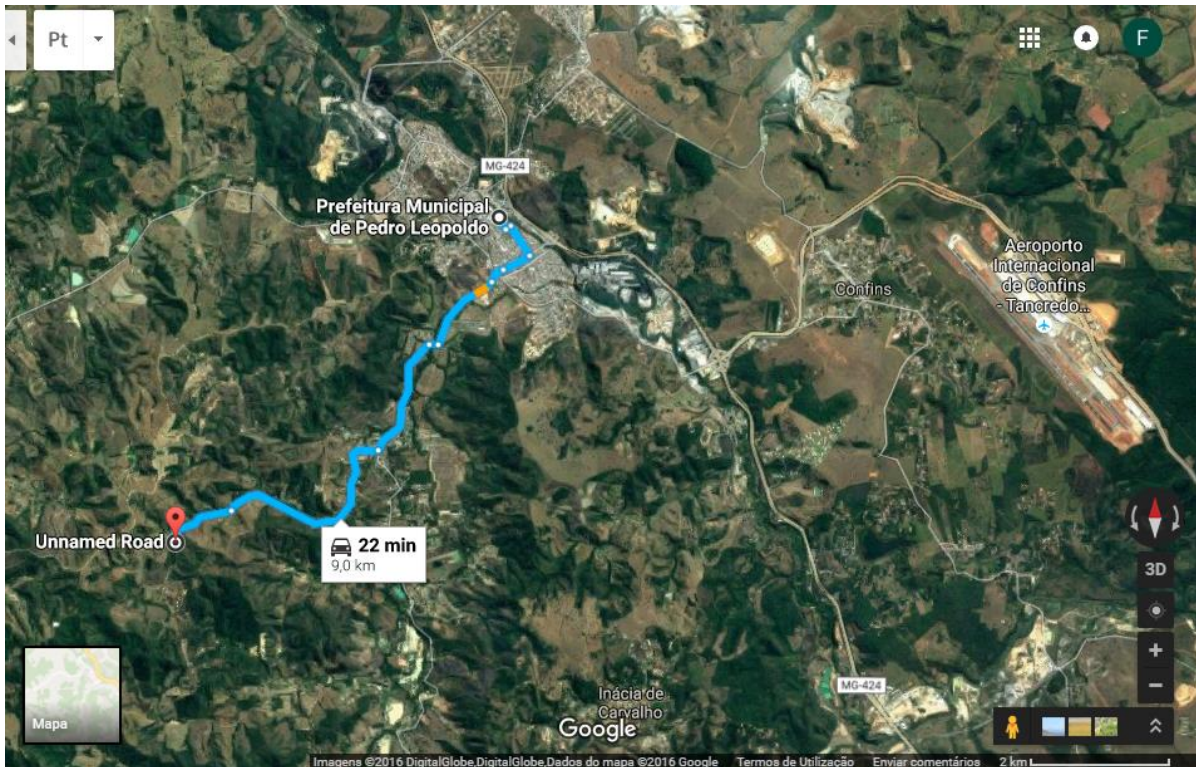 Pt
F
MG-424
Prefeitura Municipal
de Pedro Leopoldo
Aeroporto
Internacional
de Confins
- Tancredo...
Confins
Unnamed Road
22 min
9,0 km
3D
+
−
MG-424
Inácia de
Carvalho
Mapa
Google
Imagens ©2016 DigitalGlobe,DigitalGlobe,Dados do mapa ©2016 Google Termos de Utilização Enviar comentários 2 km